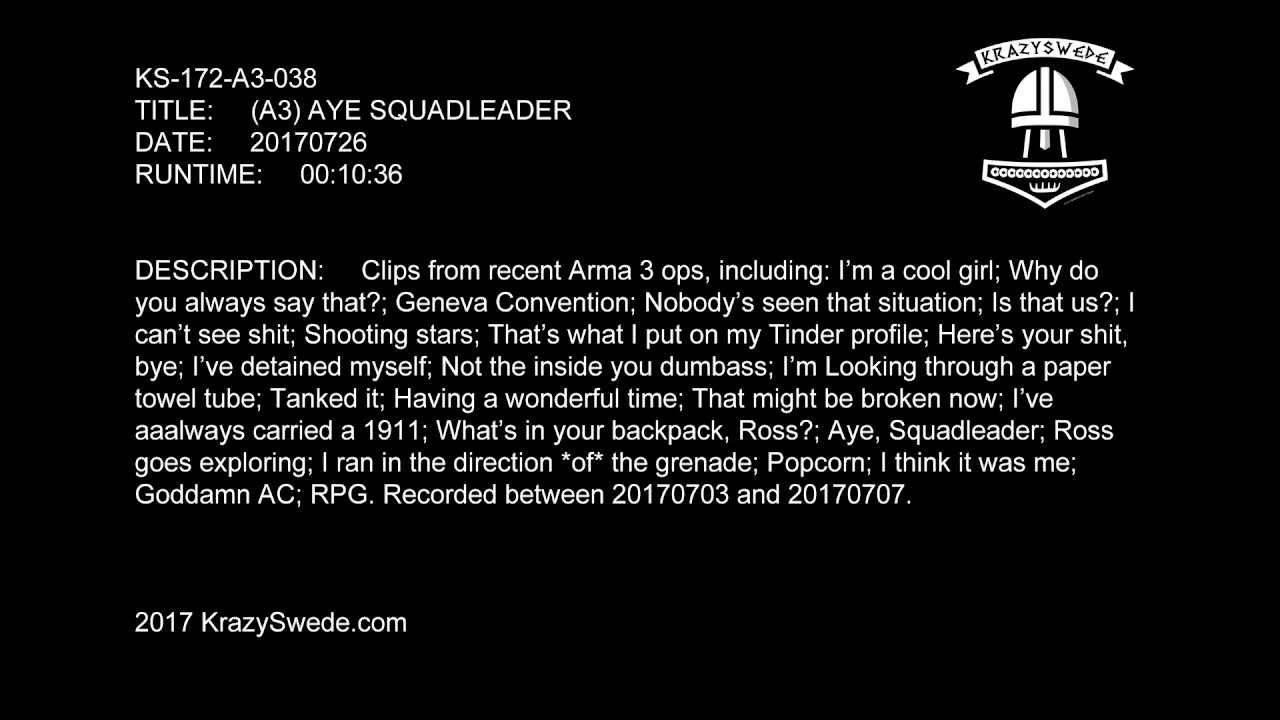 KRAZYSWEDE
KS-172-A3-038
TITLE: (A3) AYE SQUADLEADER
DATE: 20170726
RUNTIME: 00:10:36
DESCRIPTION: Clips from recent Arma 3 ops, including: I’m a cool girl; Why do
you always say that?; Geneva Convention; Nobody’s seen that situation; Is that us?; I
can’t see shit; Shooting stars; That’s what I put on my Tinder profile; Here’s your shit,
bye; I’ve detained myself; Not the inside you dumbass; I’m Looking through a paper
towel tube; Tanked it; Having a wonderful time; That might be broken now; I’ve
aaalways carried a 1911; What’s in your backpack, Ross?; Aye, Squadleader; Ross
goes exploring; I ran in the direction *of* the grenade; Popcorn; I think it was me;
Goddamn AC; RPG. Recorded between 20170703 and 20170707.
2017 KrazySwede.com